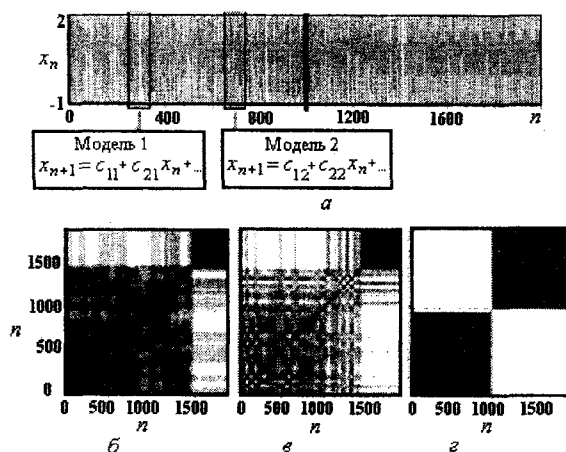 2
x_n
-1
0 400 800 1200 1600 n
Модель 1
x_{n+1} = c_{11} + c_{21} x_n + ...
Модель 2
x_{n+1} = c_{12} + c_{22} x_n + ...
а
1500
1000
n
500
0
0 500 1000 1500
n
б
0 500 1000 1500
n
в
0 500 1000 1500
n
г